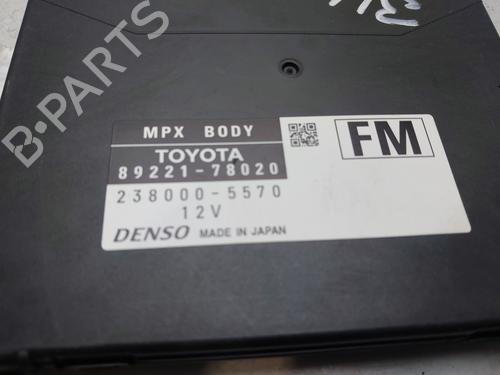 B-PARTS
MPX BODY
TOYOTA
89221-78020
238000-5570
12V
DENSO MADE IN JAPAN
FM